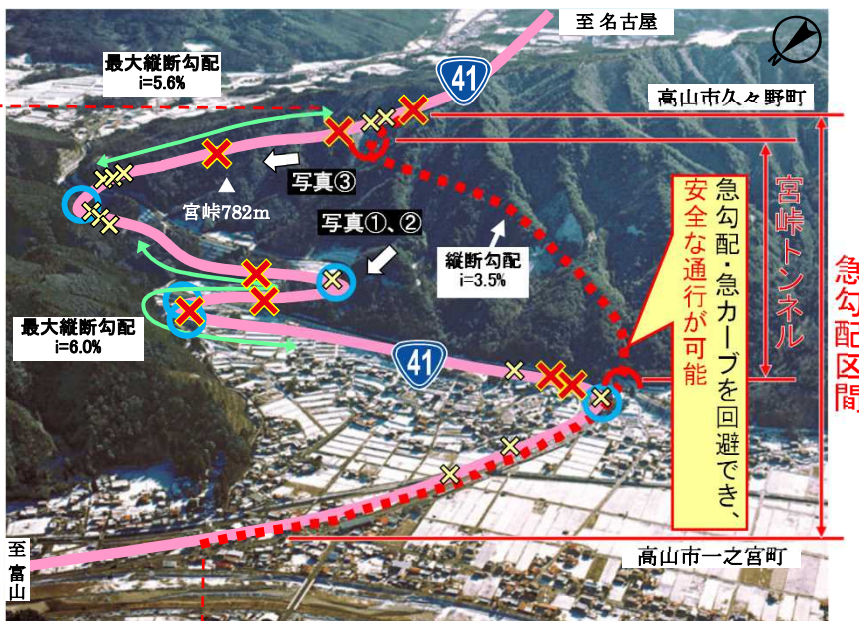 至 名古屋
最大縦断勾配
i=5.6%
41
高山市久々野町
写真③
宮峠782m
写真①、②
縦断勾配
i=3.5%
急勾配・急カーブを回避でき、
安全な通行が可能
宮峠トンネル
急勾配区間
最大縦断勾配
i=6.0%
41
至 富山
高山市一之宮町